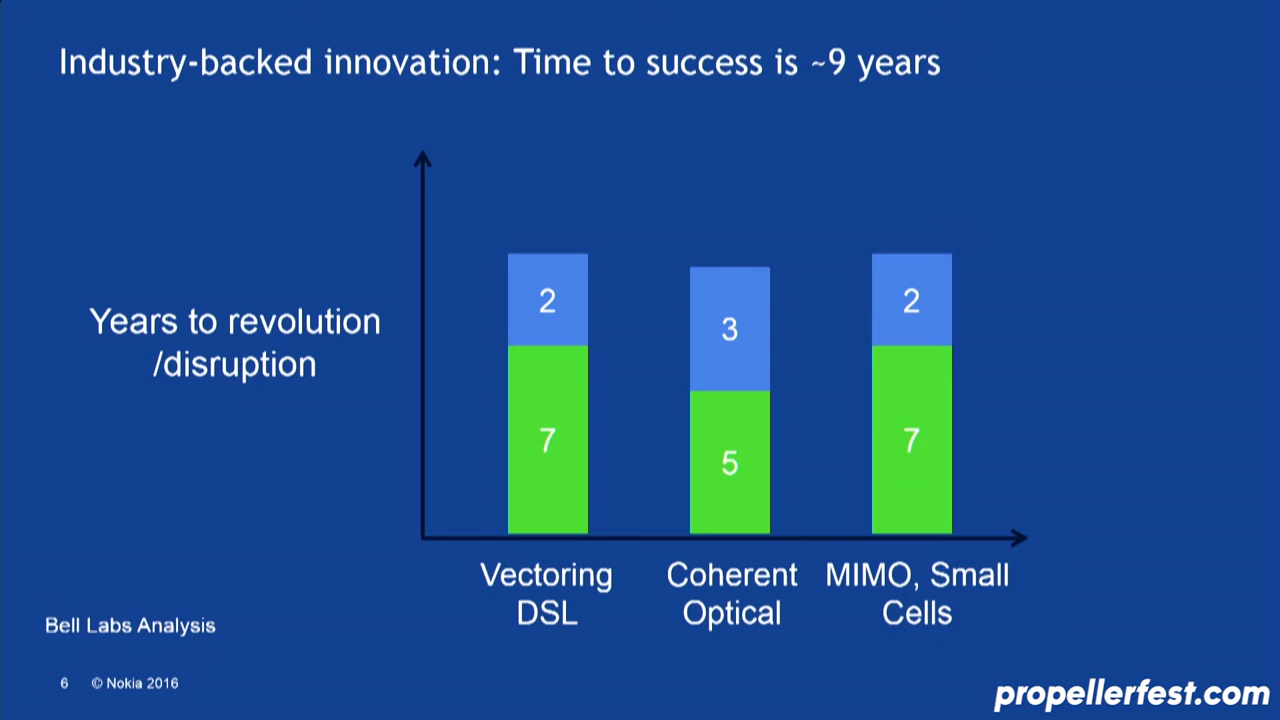 Industry-backed innovation: Time to success is ~9 years
Years to revolution
/disruption
2
3
2
7
5
7
Vectoring
DSL
Coherent
Optical
MIMO, Small
Cells
Bell Labs Analysis
6 © Nokia 2016
propellerfest.com